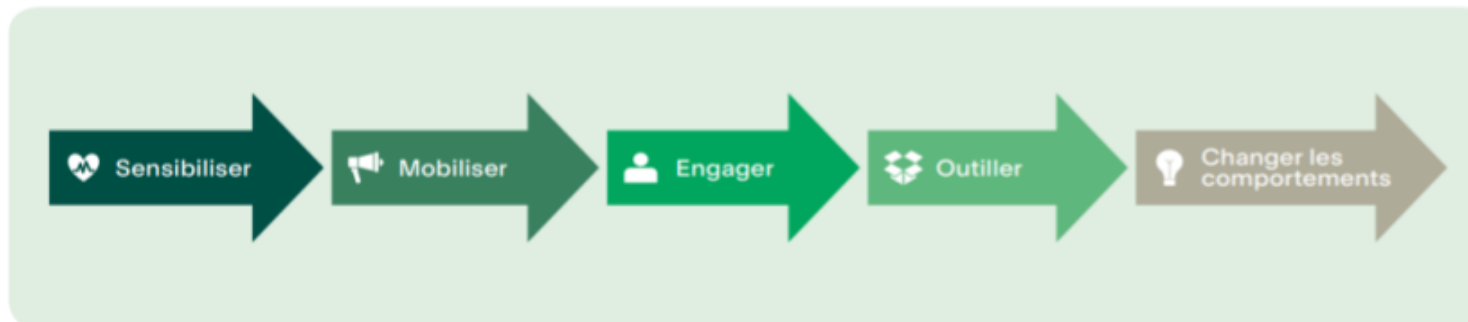 Sensibiliser
Mobiliser
Engager
Outiller
Changer les
comportements